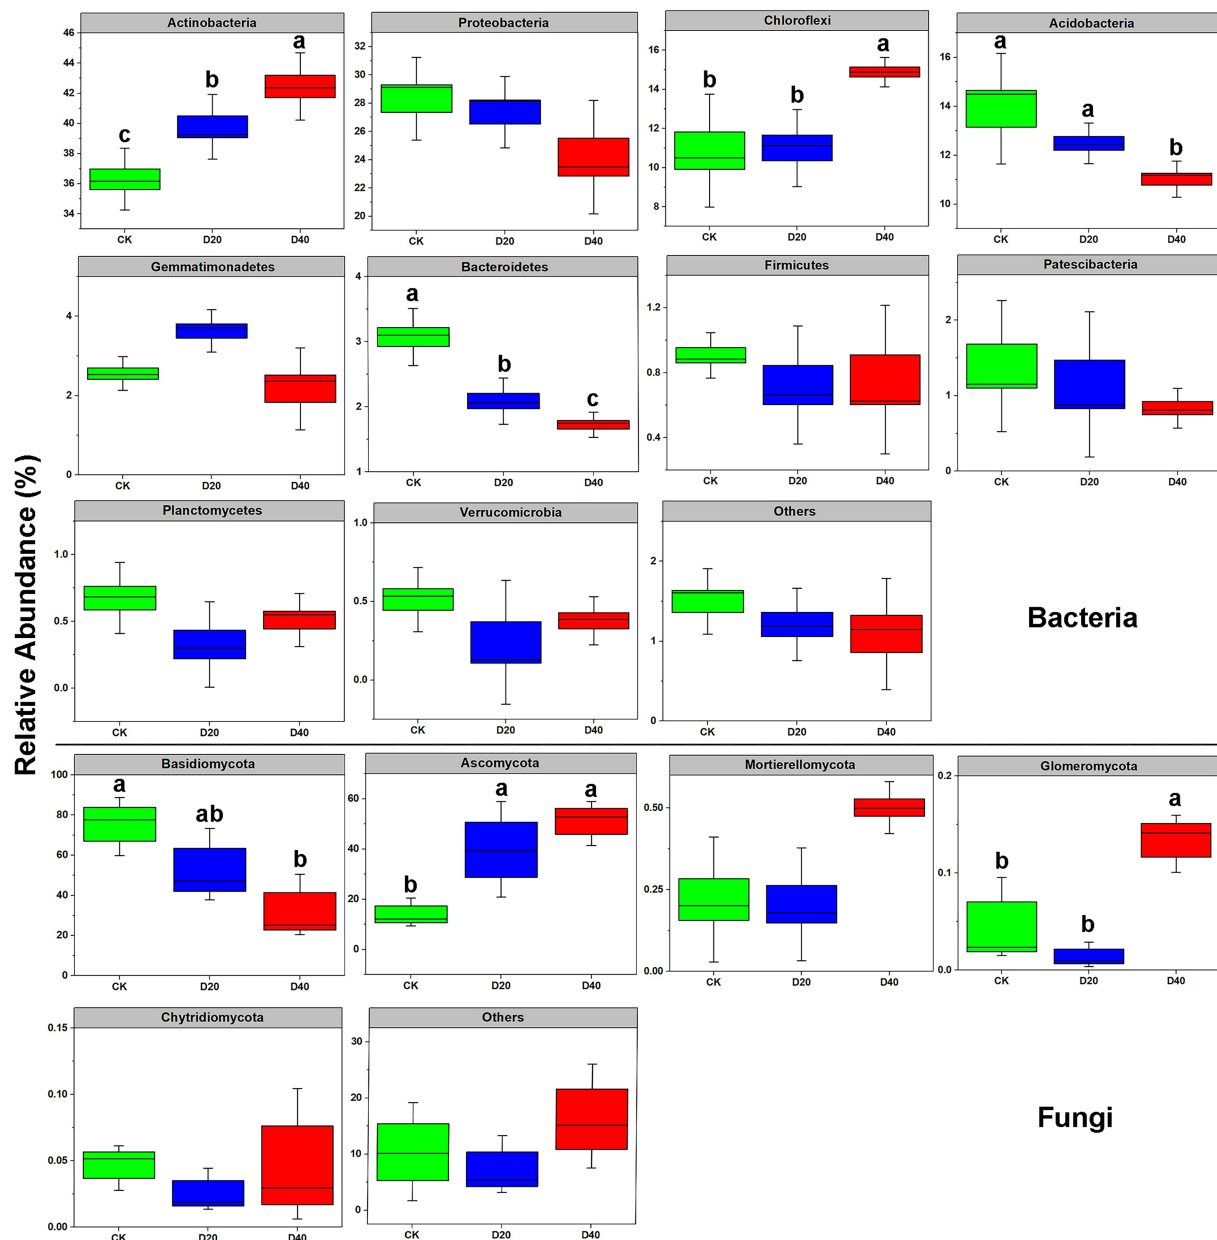 Relative Abundance (%)
Actinobacteria
46
44
42
40
38
36
34
c
b
a
CK
D20
D40
Proteobacteria
32
30
28
26
24
22
20
CK
D20
D40
Chloroflexi
16
14
12
10
8
b
b
a
CK
D20
D40
Acidobacteria
16
14
12
10
a
a
b
CK
D20
D40
Gemmatimonadetes
4
2
0
CK
D20
D40
Bacteroidetes
4
3
2
1
a
b
c
CK
D20
D40
Firmicutes
1.2
0.8
0.4
CK
D20
D40
Patescibacteria
2
1
0
CK
D20
D40
Planctomycetes
1.0
0.5
0.0
CK
D20
D40
Verrucomicrobia
1.0
0.5
0.0
CK
D20
D40
Others
2
1
0
CK
D20
D40
Bacteria
Basidiomycota
100
80
60
40
20
0
a
ab
b
CK
D20
D40
Ascomycota
60
40
20
0
b
a
a
CK
D20
D40
Mortierellomycota
0.50
0.25
0.00
CK
D20
D40
Glomeromycota
0.2
0.1
0.0
b
b
a
CK
D20
D40
Chytridiomycota
0.15
0.10
0.05
0.00
CK
D20
D40
Others
30
20
10
0
CK
D20
D40
Fungi